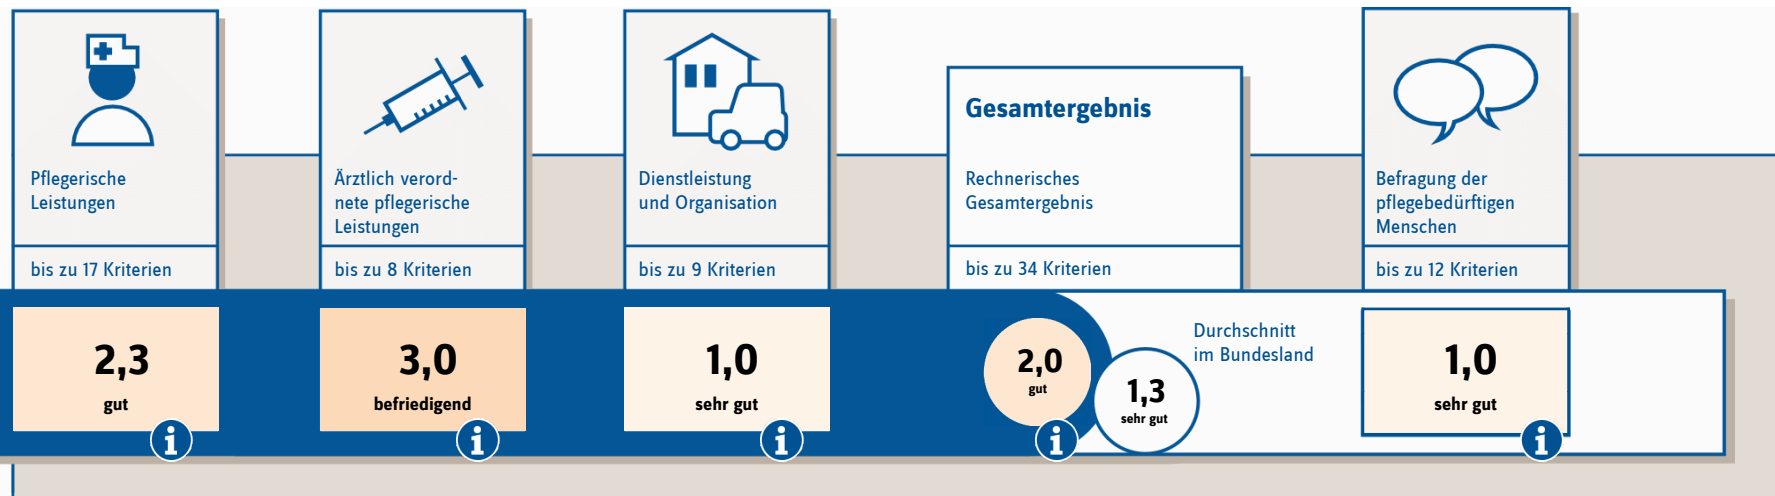 Pflegerische
Leistungen
bis zu 17 Kriterien
2,3
gut
i
Ärztlich verord-
nete pflegerische
Leistungen
bis zu 8 Kriterien
3,0
befriedigend
i
Dienstleistung
und Organisation
bis zu 9 Kriterien
1,0
sehr gut
i
Gesamtergebnis
Rechnerisches
Gesamtergebnis
bis zu 34 Kriterien
2,0
gut
i
1,3
sehr gut
Durchschnitt
im Bundesland
Befragung der
pflegebedürftigen
Menschen
bis zu 12 Kriterien
1,0
sehr gut
i